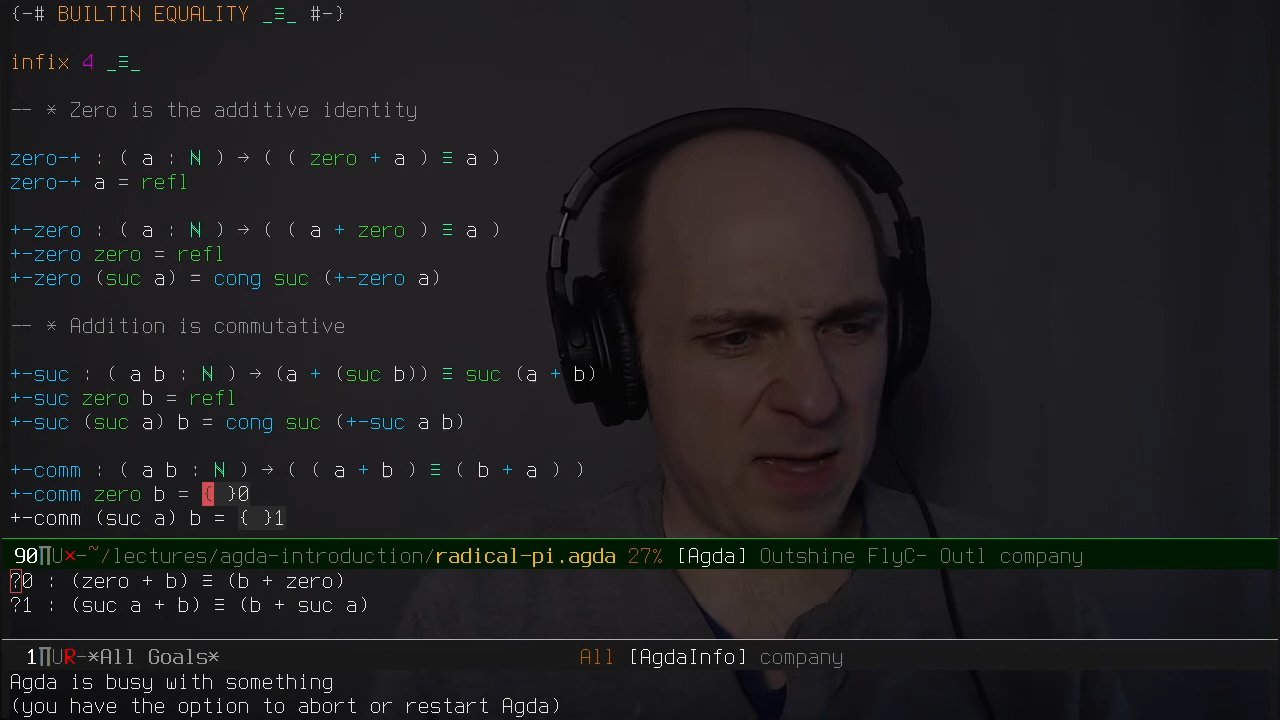 {-# BUILTIN EQUALITY _≡_ #-}
infix 4 _≡_
-- * Zero is the additive identity
zero-+ : ( a : ℕ ) → ( ( zero + a ) ≡ a )
zero-+ a = refl
+-zero : ( a : ℕ ) → ( ( a + zero ) ≡ a )
+-zero zero = refl
+-zero (suc a) = cong suc (+-zero a)
-- * Addition is commutative
+-suc : ( a b : ℕ ) → (a + (suc b)) ≡ suc (a + b)
+-suc zero b = refl
+-suc (suc a) b = cong suc (+-suc a b)
+-comm : ( a b : ℕ ) → ( ( a + b ) ≡ ( b + a ) )
+-comm zero b = { }0
+-comm (suc a) b = { }1
90∏U×-~/lectures/agda-introduction/radical-pi.agda 27% [Agda] Outshine FlyC- Outl company
?0 : (zero + b) ≡ (b + zero)
?1 : (suc a + b) ≡ (b + suc a)
1∏UR-*All Goals* All [AgdaInfo] company
Agda is busy with something
(you have the option to abort or restart Agda)